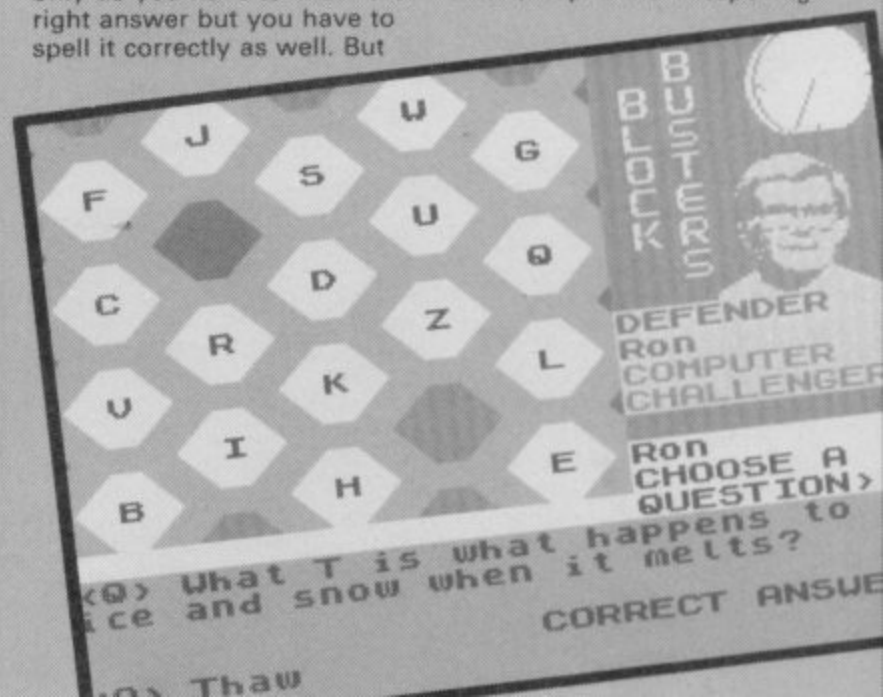 right answer but you have to
spell it correctly as well. But
J
W
F
S
G
U
C
D
Q
R
Z
V
K
L
I
B
H
E
BLOCK
BUSTERS
DEFENDER
Ron
COMPUTER
CHALLENGER
Ron
CHOOSE A
QUESTION>
<Q> What T is what happens to
ice and snow when it melts?
CORRECT
Thaw